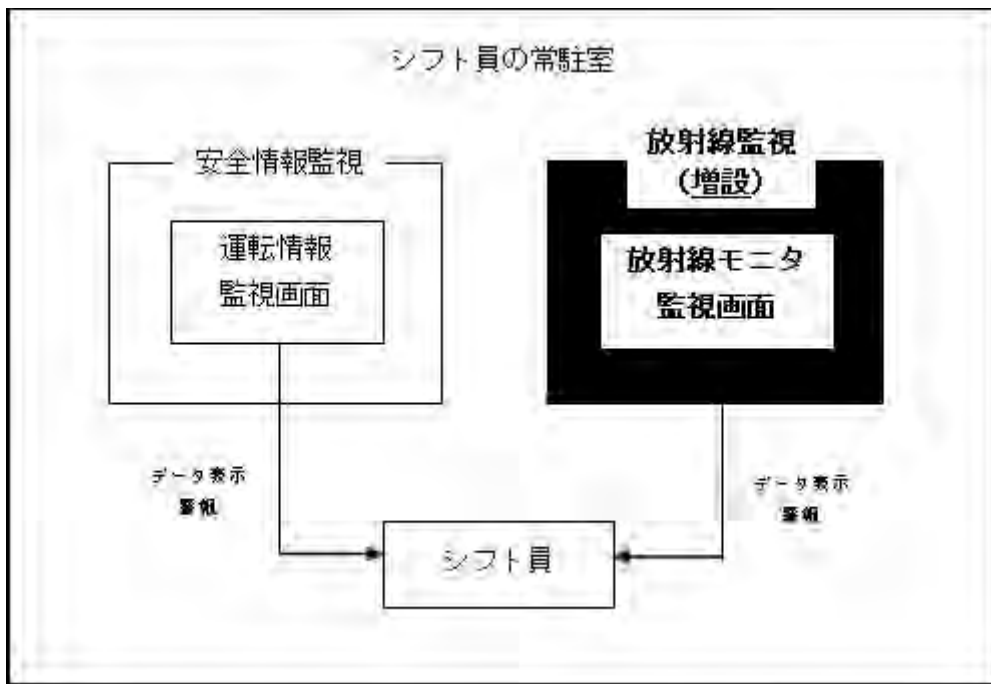 シフト員の常駐室
安全情報監視
運転情報
監視画面
放射線監視
(増設)
放射線モニタ
監視画面
データ表示
警報
データ表示
警報
シフト員